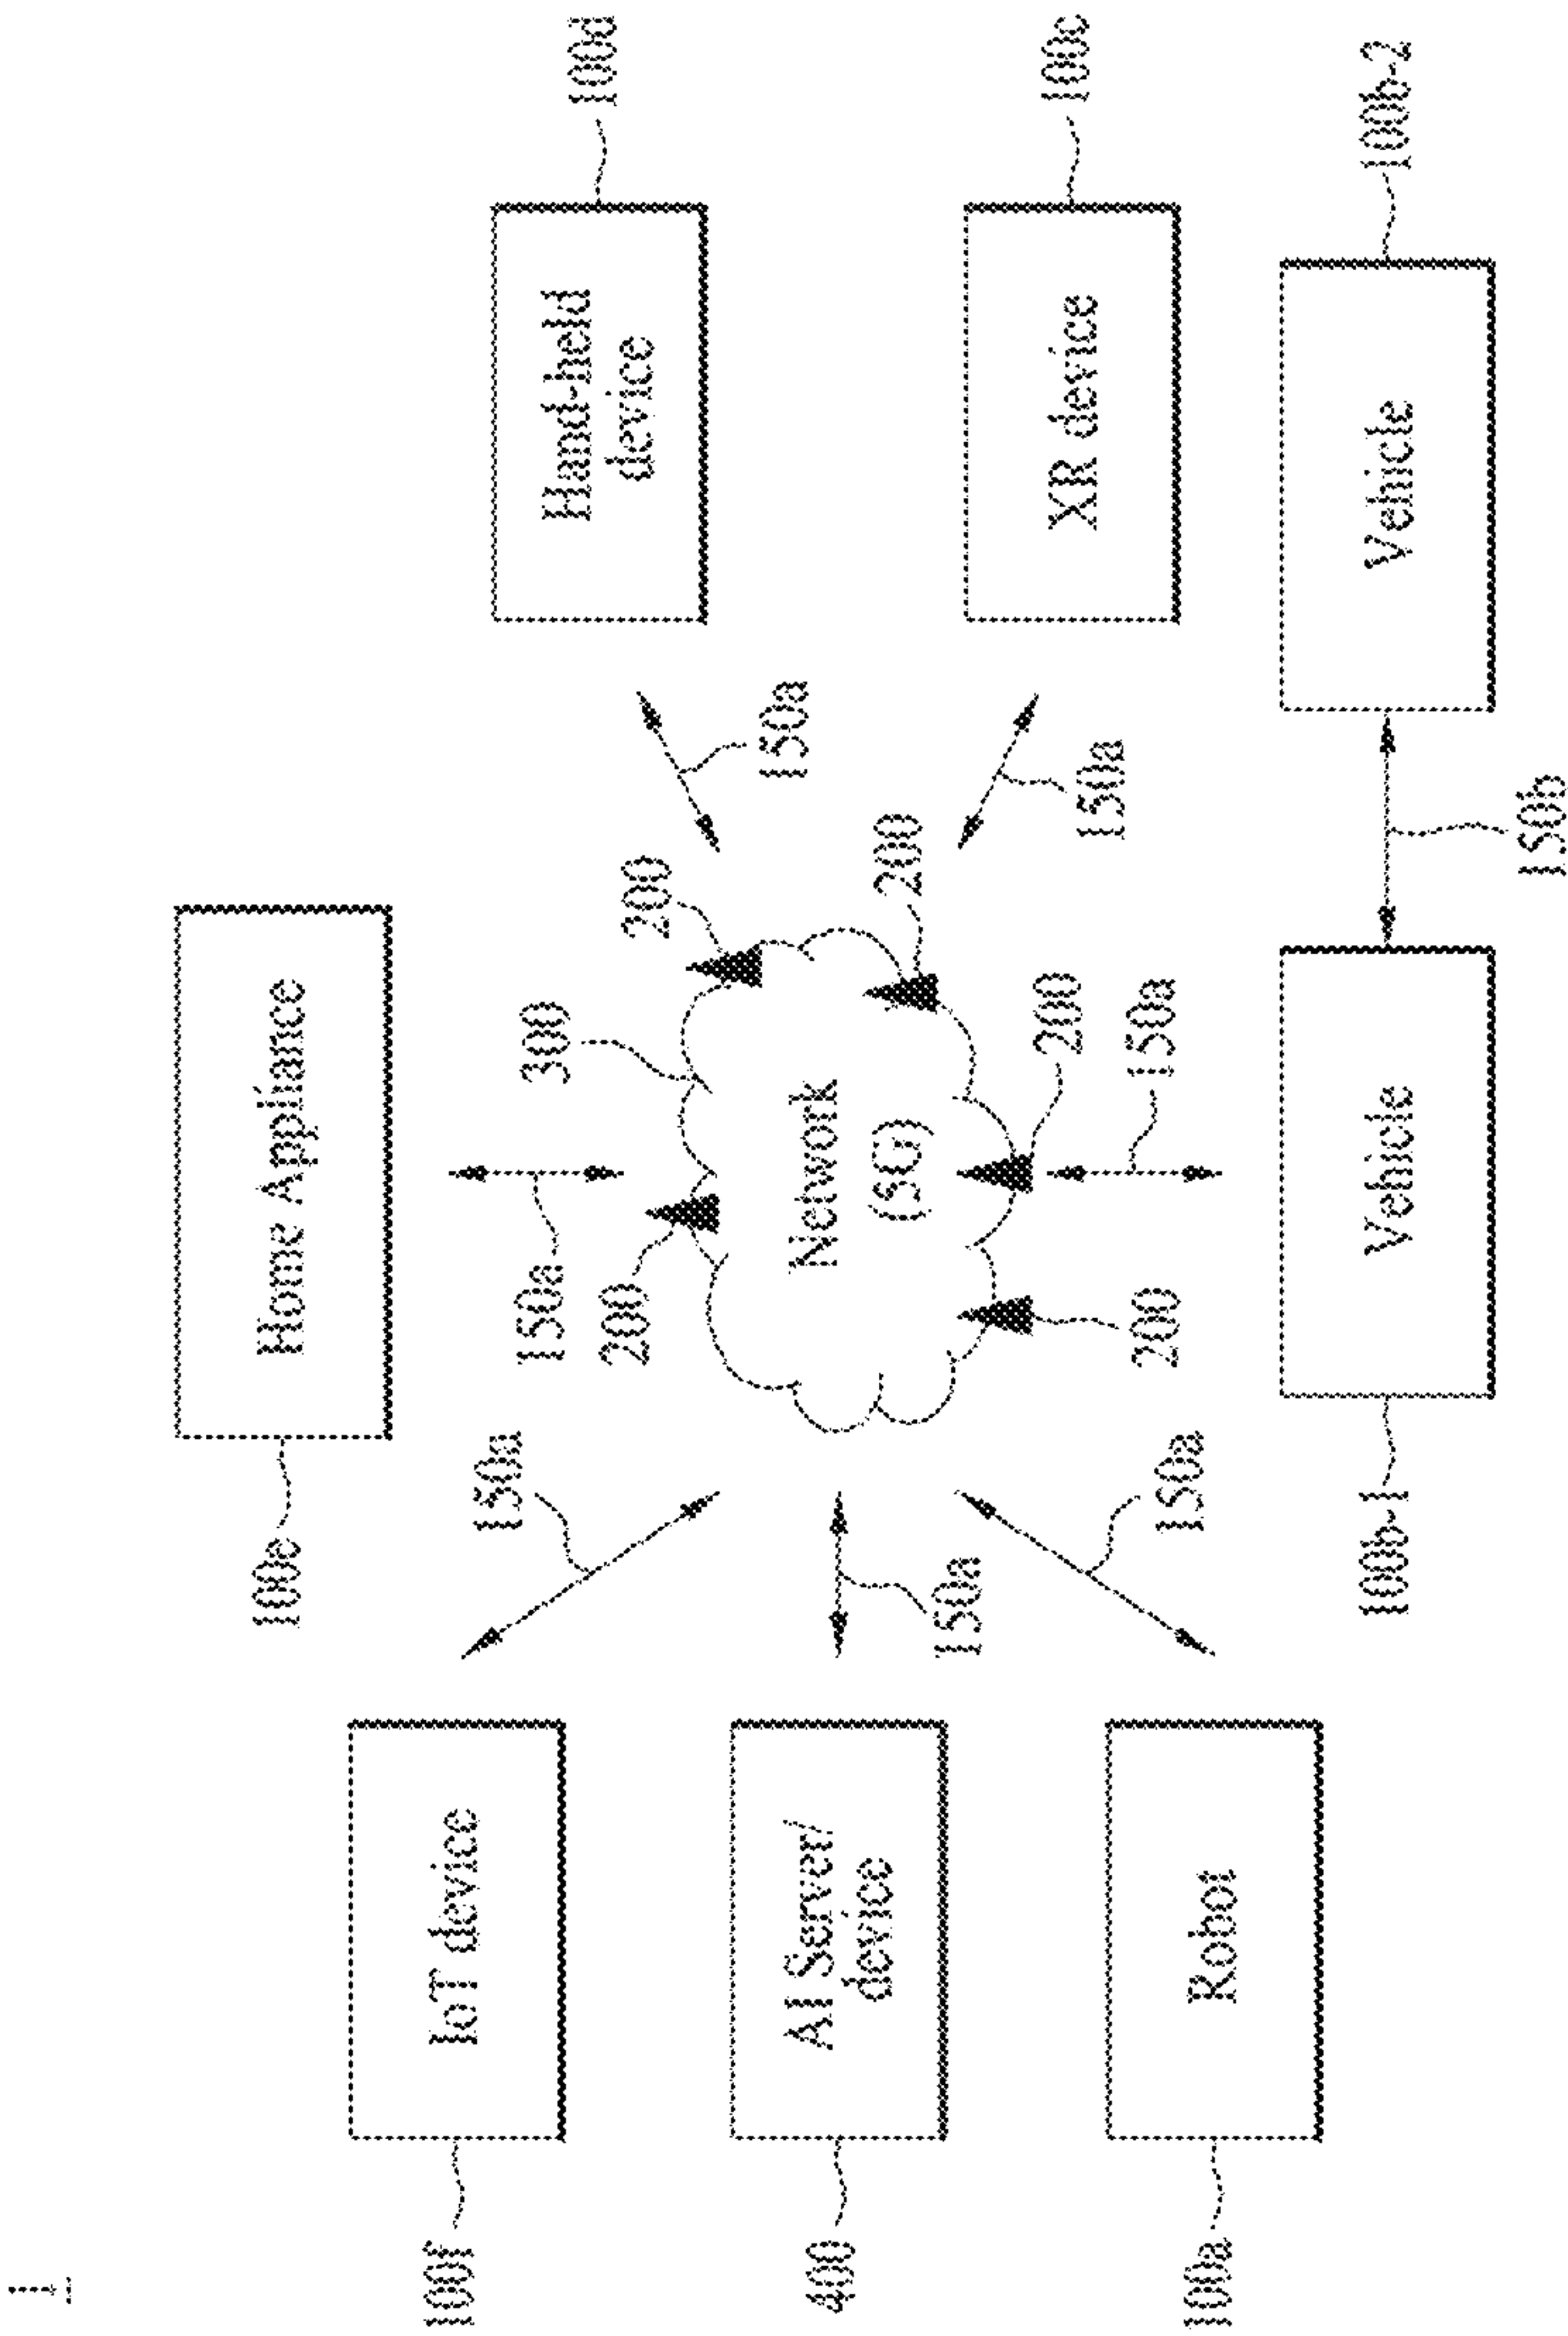 1
100e
Home Appliance
100f
IoT device
150a
150a
300
200
200
150a
Hand-held
device
100d
400
AI Server/
device
150a
Network
(5G)
200
200
200
150a
XR device
100c
100a
Robot
150a
150a
100b-1
Vehicle
150b
Vehicle
100b-2